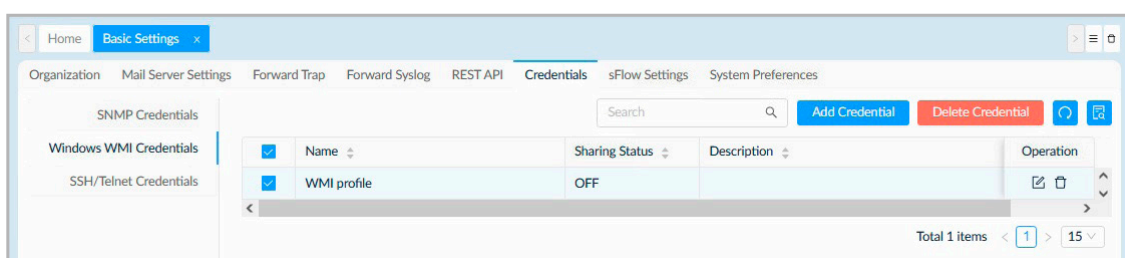 Home Basic Settings ×
Organization Mail Server Settings Forward Trap Forward Syslog REST API Credentials sFlow Settings System Preferences
SNMP Credentials
Windows WMI Credentials
SSH/Telnet Credentials
Search Add Credential Delete Credential
Name Sharing Status Description Operation
WMI profile OFF
Total 1 items < 1 > 15